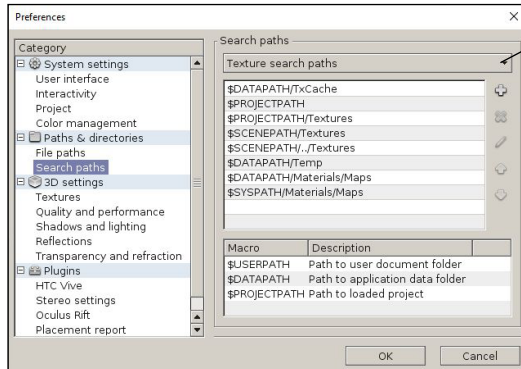 Preferences
Category
System settings
User interface
Interactivity
Project
Color management
Paths & directories
File paths
Search paths
3D settings
Textures
Quality and performance
Shadows and lighting
Reflections
Transparency and refraction
Plugins
HTC Vive
Stereo settings
Oculus Rift
Placement report
Search paths
Texture search paths
$DATAPATH/TxCache
$PROJECTPATH
$PROJECTPATH/Textures
$SCENEPATH/Textures
$SCENEPATH/../Textures
$DATAPATH/Temp
$DATAPATH/Materials/Maps
$SYSPATH/Materials/Maps
Macro Description
$USERPATH Path to user document folder
$DATAPATH Path to application data folder
$PROJECTPATH Path to loaded project
OK Cancel